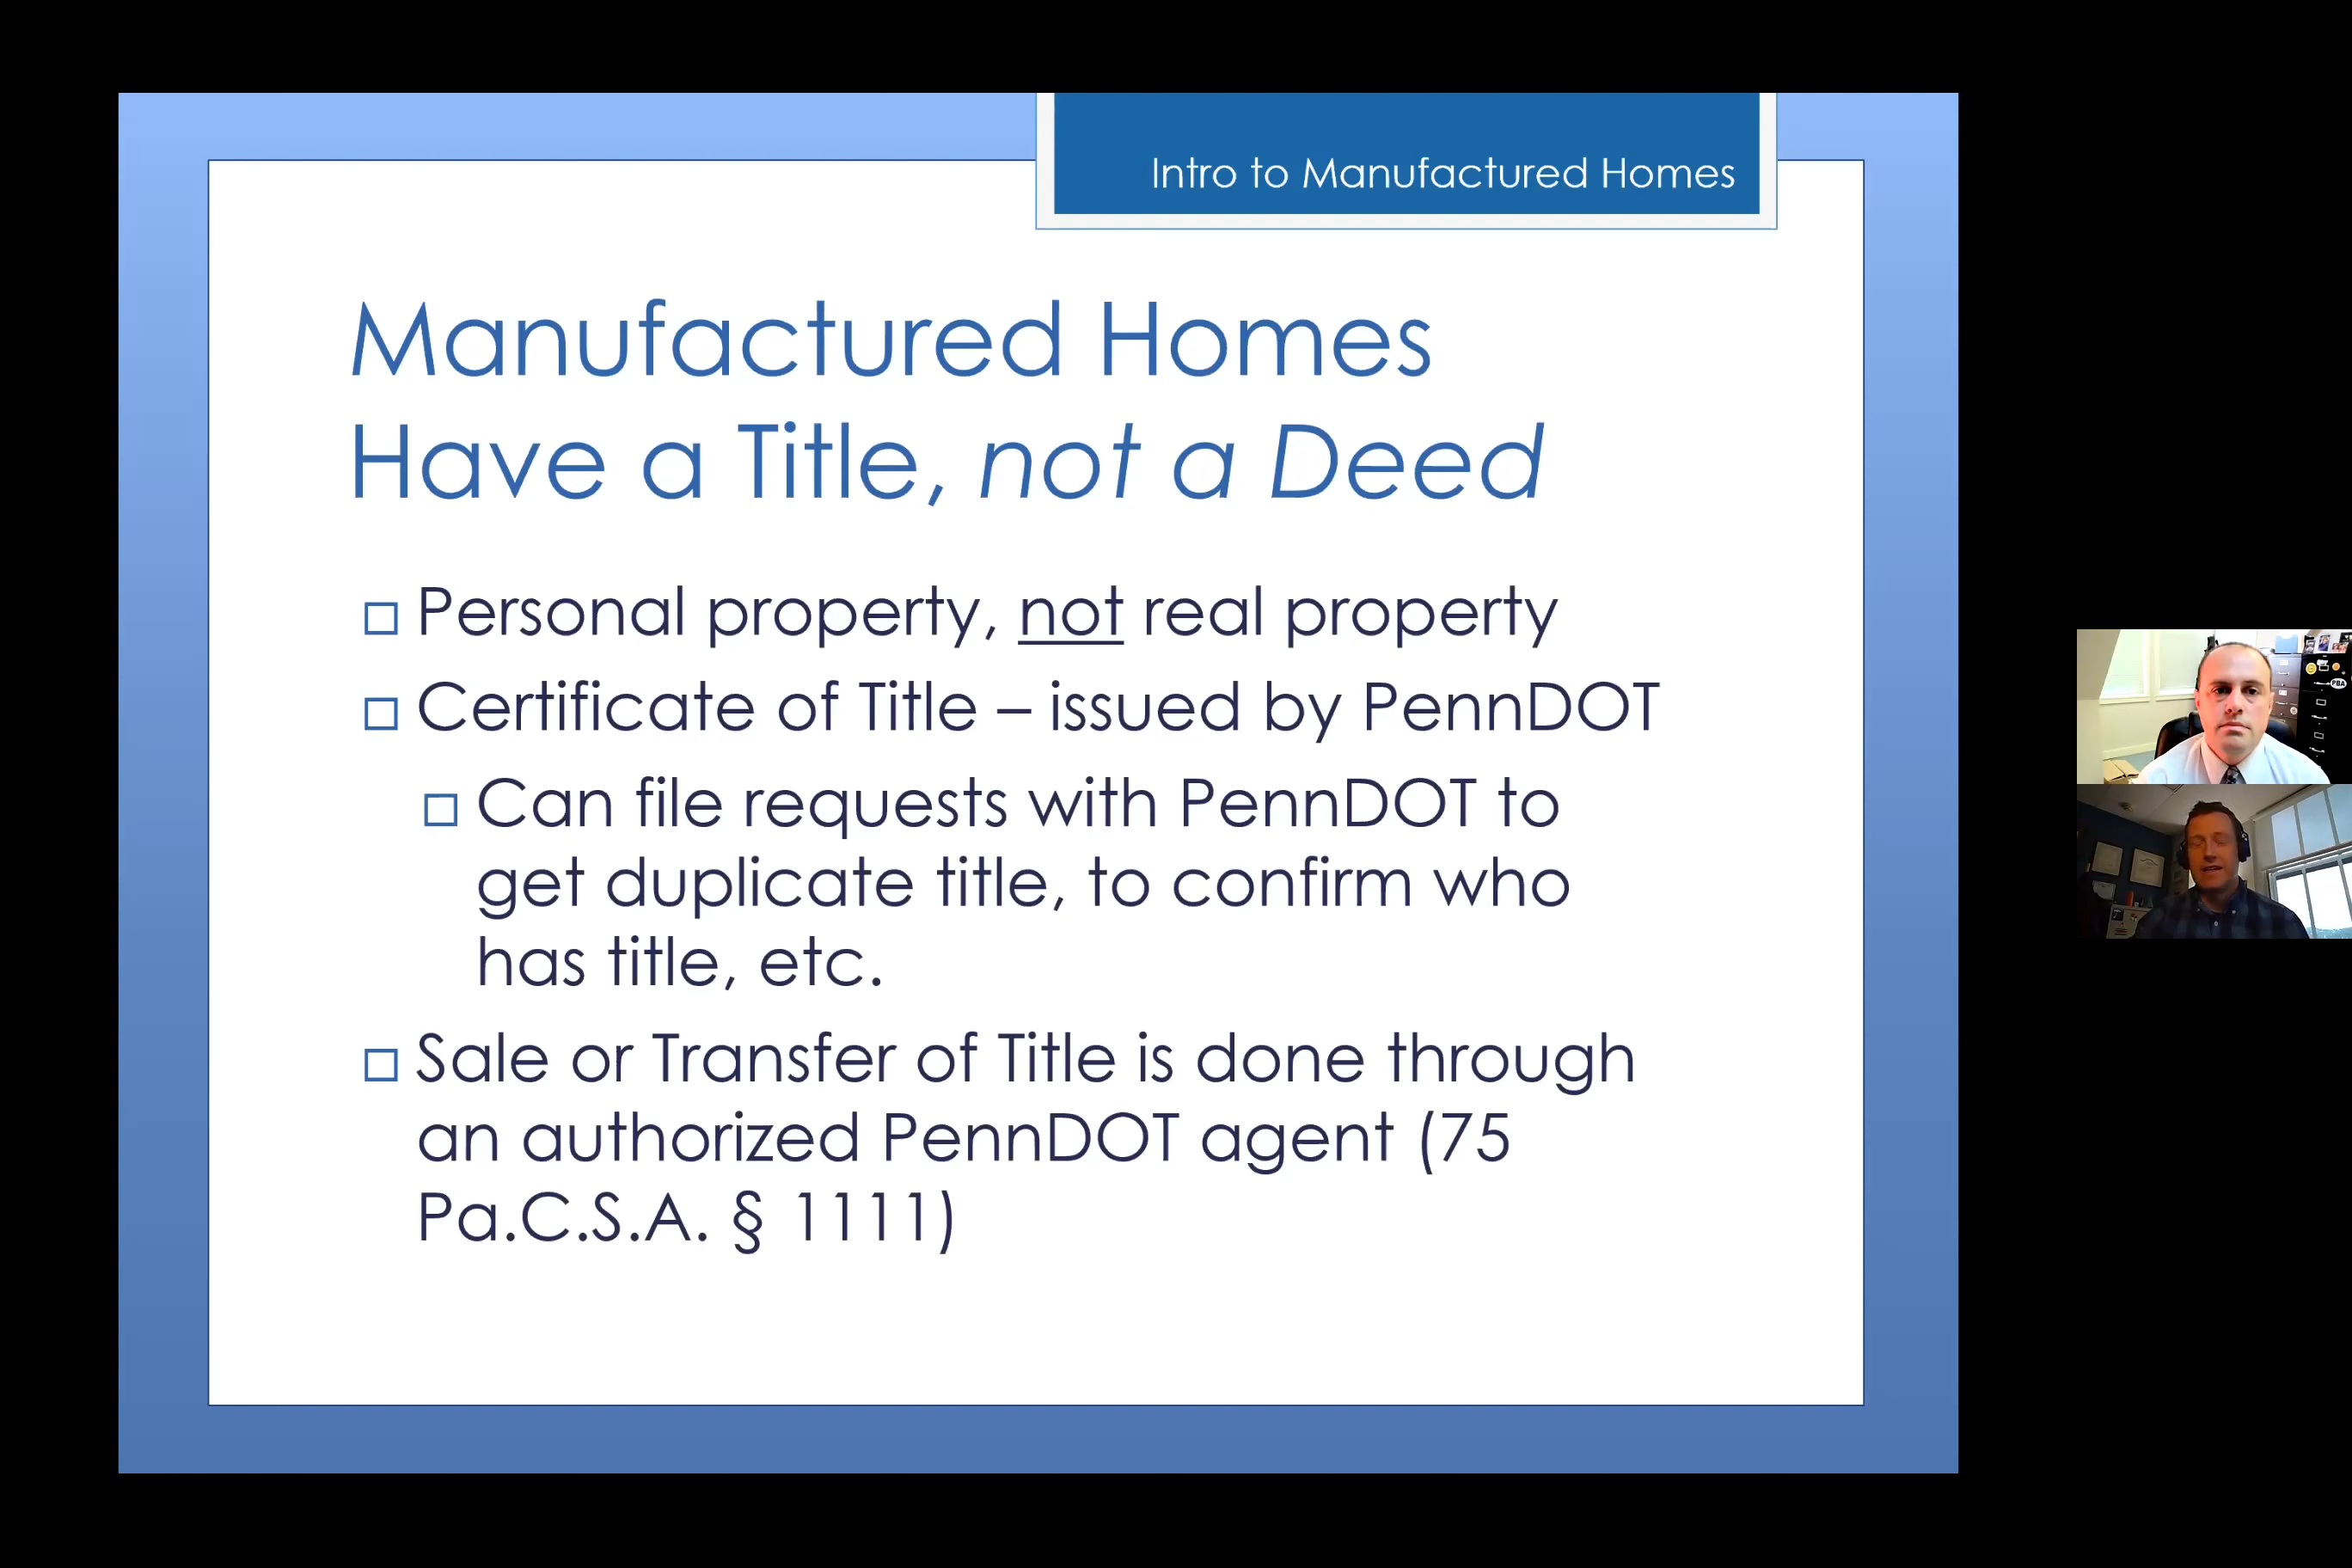 Intro to Manufactured Homes
Manufactured Homes
Have a Title, not a Deed
Personal property, not real property
Certificate of Title – issued by PennDOT
Can file requests with PennDOT to
get duplicate title, to confirm who
has title, etc.
Sale or Transfer of Title is done through
an authorized PennDOT agent (75
Pa.C.S.A. § 1111)
PBA